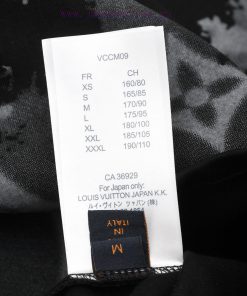 VCCM09
FR CH
XS 160/80
S 165/85
M 170/90
L 175/95
XL 180/100
XXL 185/105
XXXL 190/110
CA 36929
For Japan only:
LOUIS VUITTON JAPAN K.K.
ルイ・ヴィトン ジャパン(株)
IN
ITALY
M